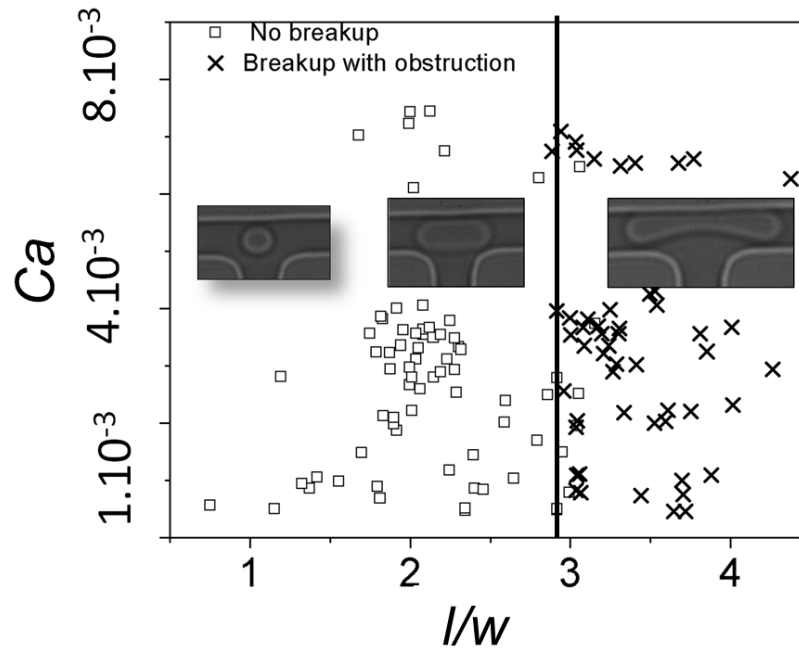 No breakup
Breakup with obstruction
8.10-3
4.10-3
1.10-3
Ca
1 2 3 4
l/w